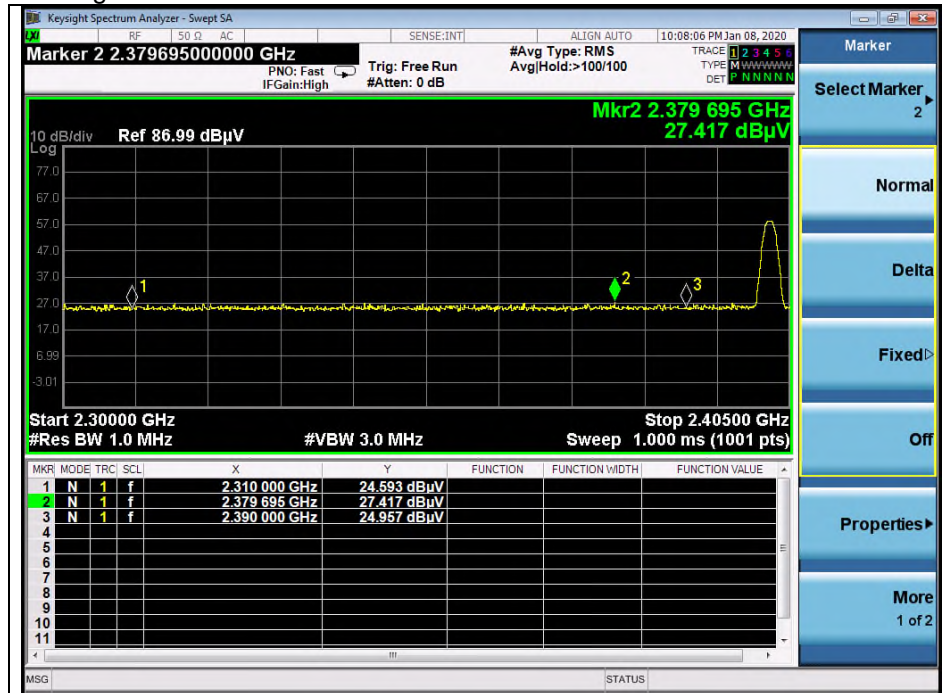 Keysight Spectrum Analyzer - Swept SA
LXI RF 50 Ω AC SENSE:INT ALIGN AUTO 10:08:06 PM Jan 08, 2020
Marker 2 2.379695000000 GHz
PNO: Fast
IFGain:High
Trig: Free Run
#Atten: 0 dB
#Avg Type: RMS
Avg|Hold:>100/100
TRACE 1 2 3 4 5 6
TYPE M WWWWW
DET P NNNNN
Mkr2 2.379 695 GHz
27.417 dBµV
10 dB/div Ref 86.99 dBµV
Log
77.0
67.0
57.0
47.0
37.0
27.0
17.0
6.99
-3.01
1
2
3
Start 2.30000 GHz Stop 2.40500 GHz
#Res BW 1.0 MHz #VBW 3.0 MHz Sweep 1.000 ms (1001 pts)
MKR MODE TRC SCL X Y FUNCTION FUNCTION WIDTH FUNCTION VALUE
1 N 1 f 2.310 000 GHz 24.593 dBµV
2 N 1 f 2.379 695 GHz 27.417 dBµV
3 N 1 f 2.390 000 GHz 24.957 dBµV
4
5
6
7
8
9
10
11
MSG STATUS
Marker
Select Marker
2
Normal
Delta
Fixed
Off
Properties
More
1 of 2